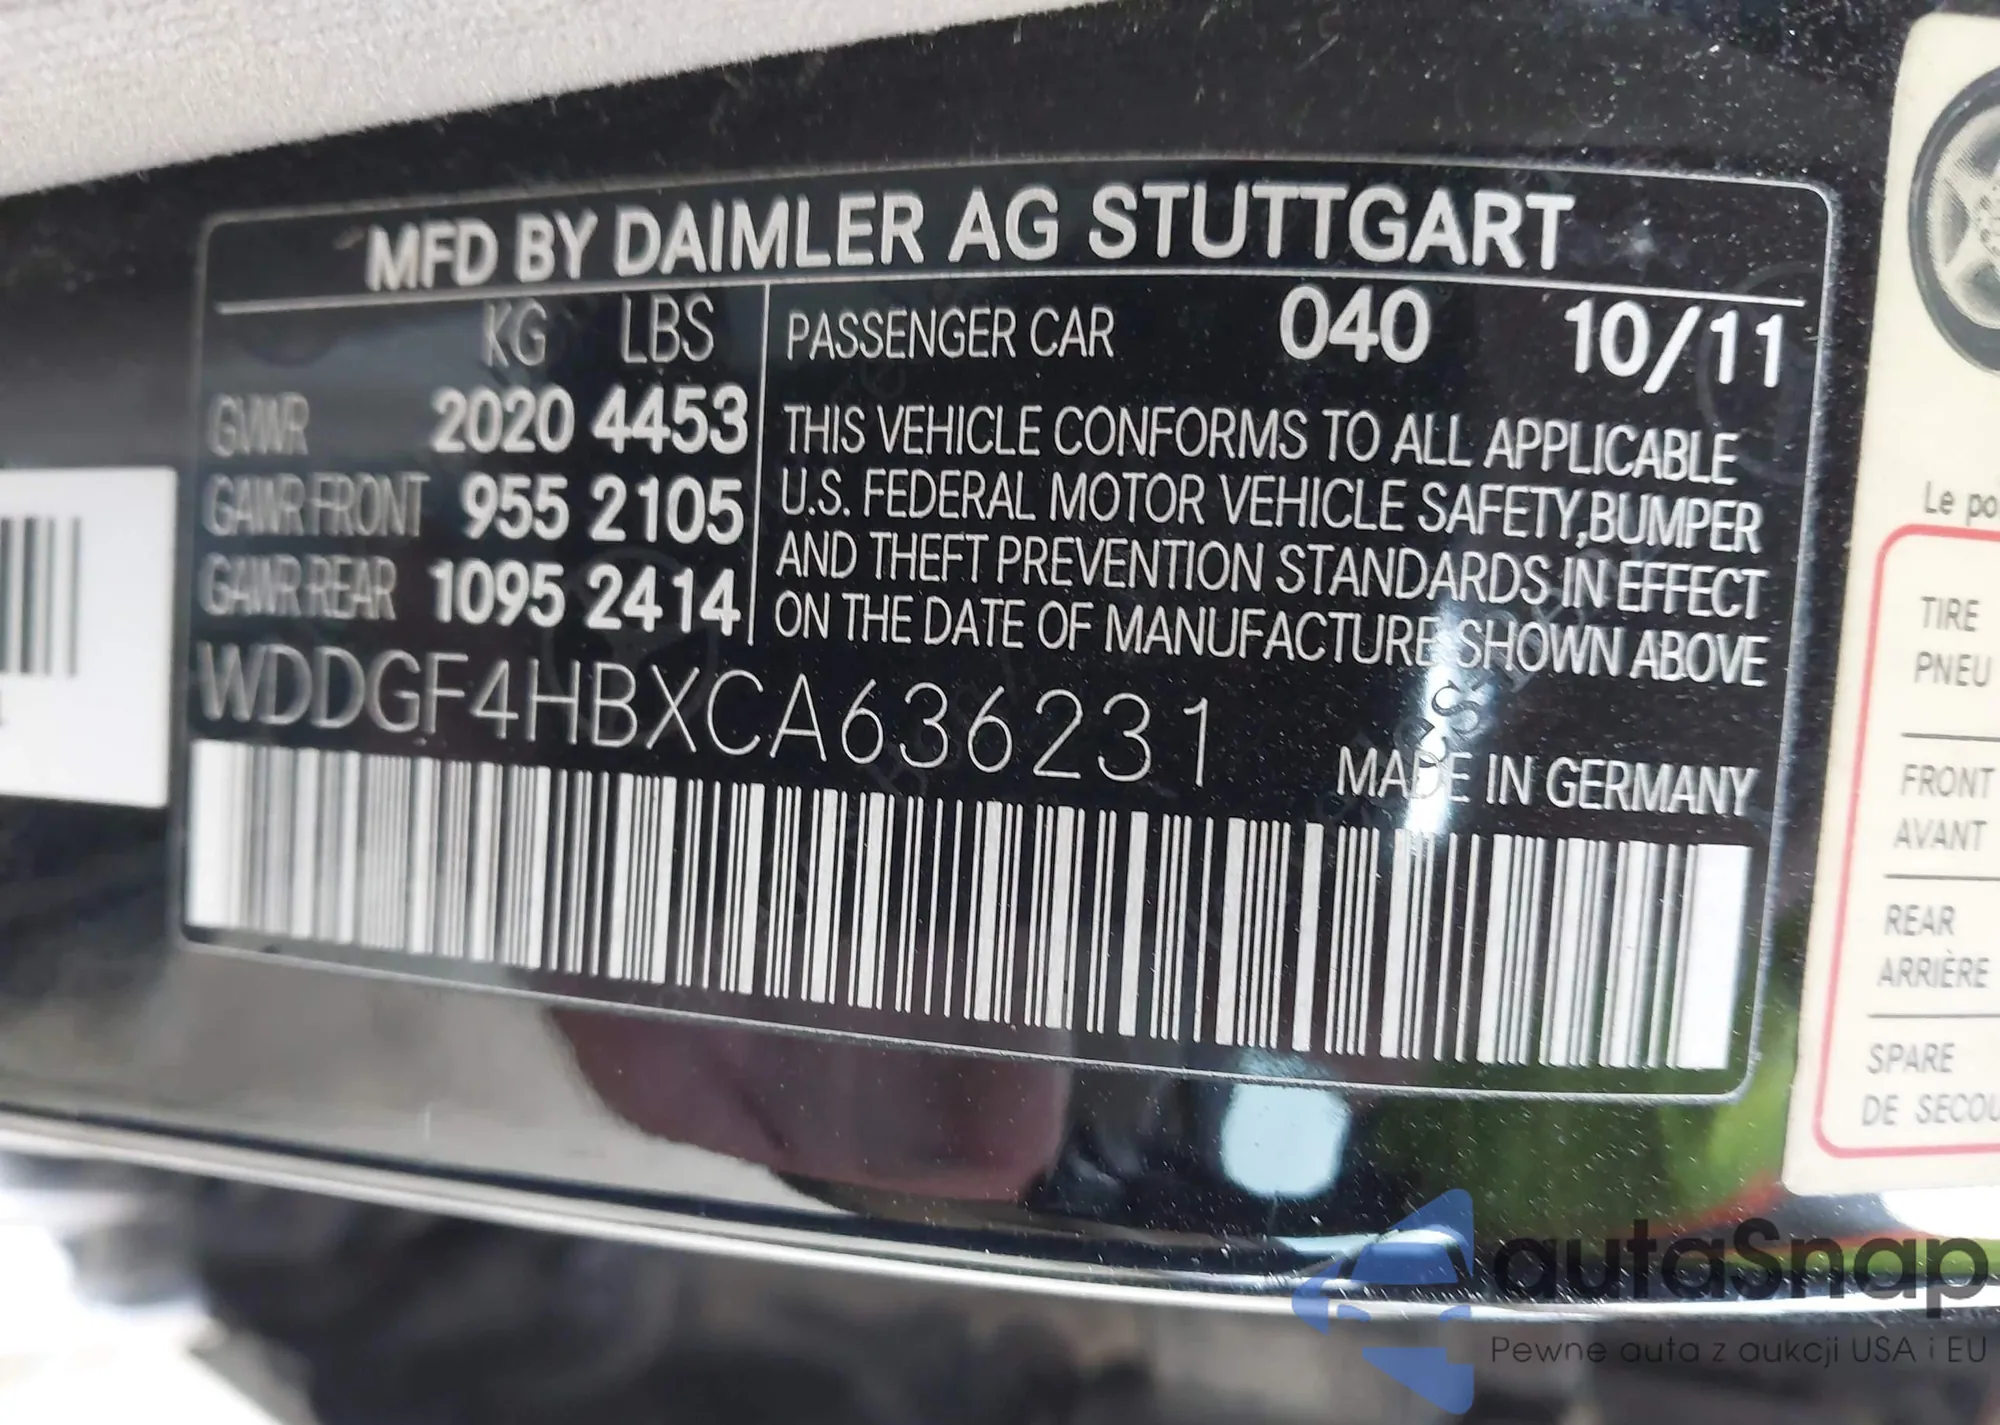 MFD BY DAIMLER AG STUTTGART
KG LBS
GVWR 2020 4453
GAWR FRONT 955 2105
GAWR REAR 1095 2414
PASSENGER CAR 040 10/11
THIS VEHICLE CONFORMS TO ALL APPLICABLE
U.S. FEDERAL MOTOR VEHICLE SAFETY,BUMPER
AND THEFT PREVENTION STANDARDS IN EFFECT
ON THE DATE OF MANUFACTURE SHOWN ABOVE
WDDGF4HBXCA636231
MADE IN GERMANY
Le
TIRE
PNEU
FRONT
AVANT
REAR
ARRIÈRE
SPARE
DE
autaSnap
Pewne auta z aukcji USA i EU